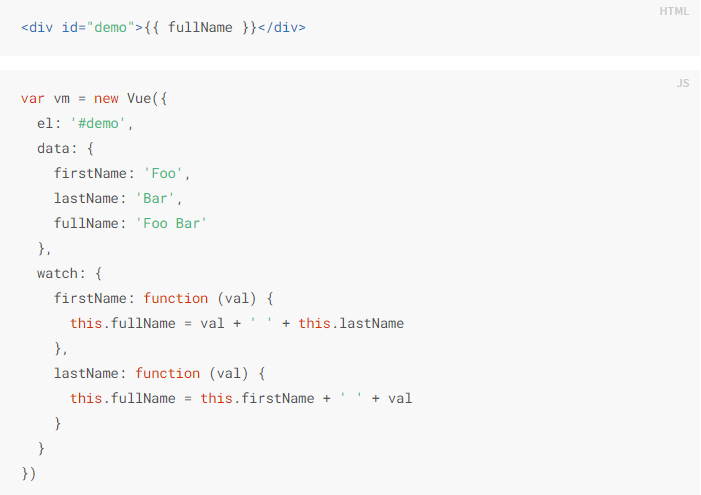 HTML
<div id="demo">{{ fullName }}</div>
JS
var vm = new Vue({
  el: '#demo',
  data: {
    firstName: 'Foo',
    lastName: 'Bar',
    fullName: 'Foo Bar'
  },
  watch: {
    firstName: function (val) {
      this.fullName = val + ' ' + this.lastName
    },
    lastName: function (val) {
      this.fullName = this.firstName + ' ' + val
    }
  }
})